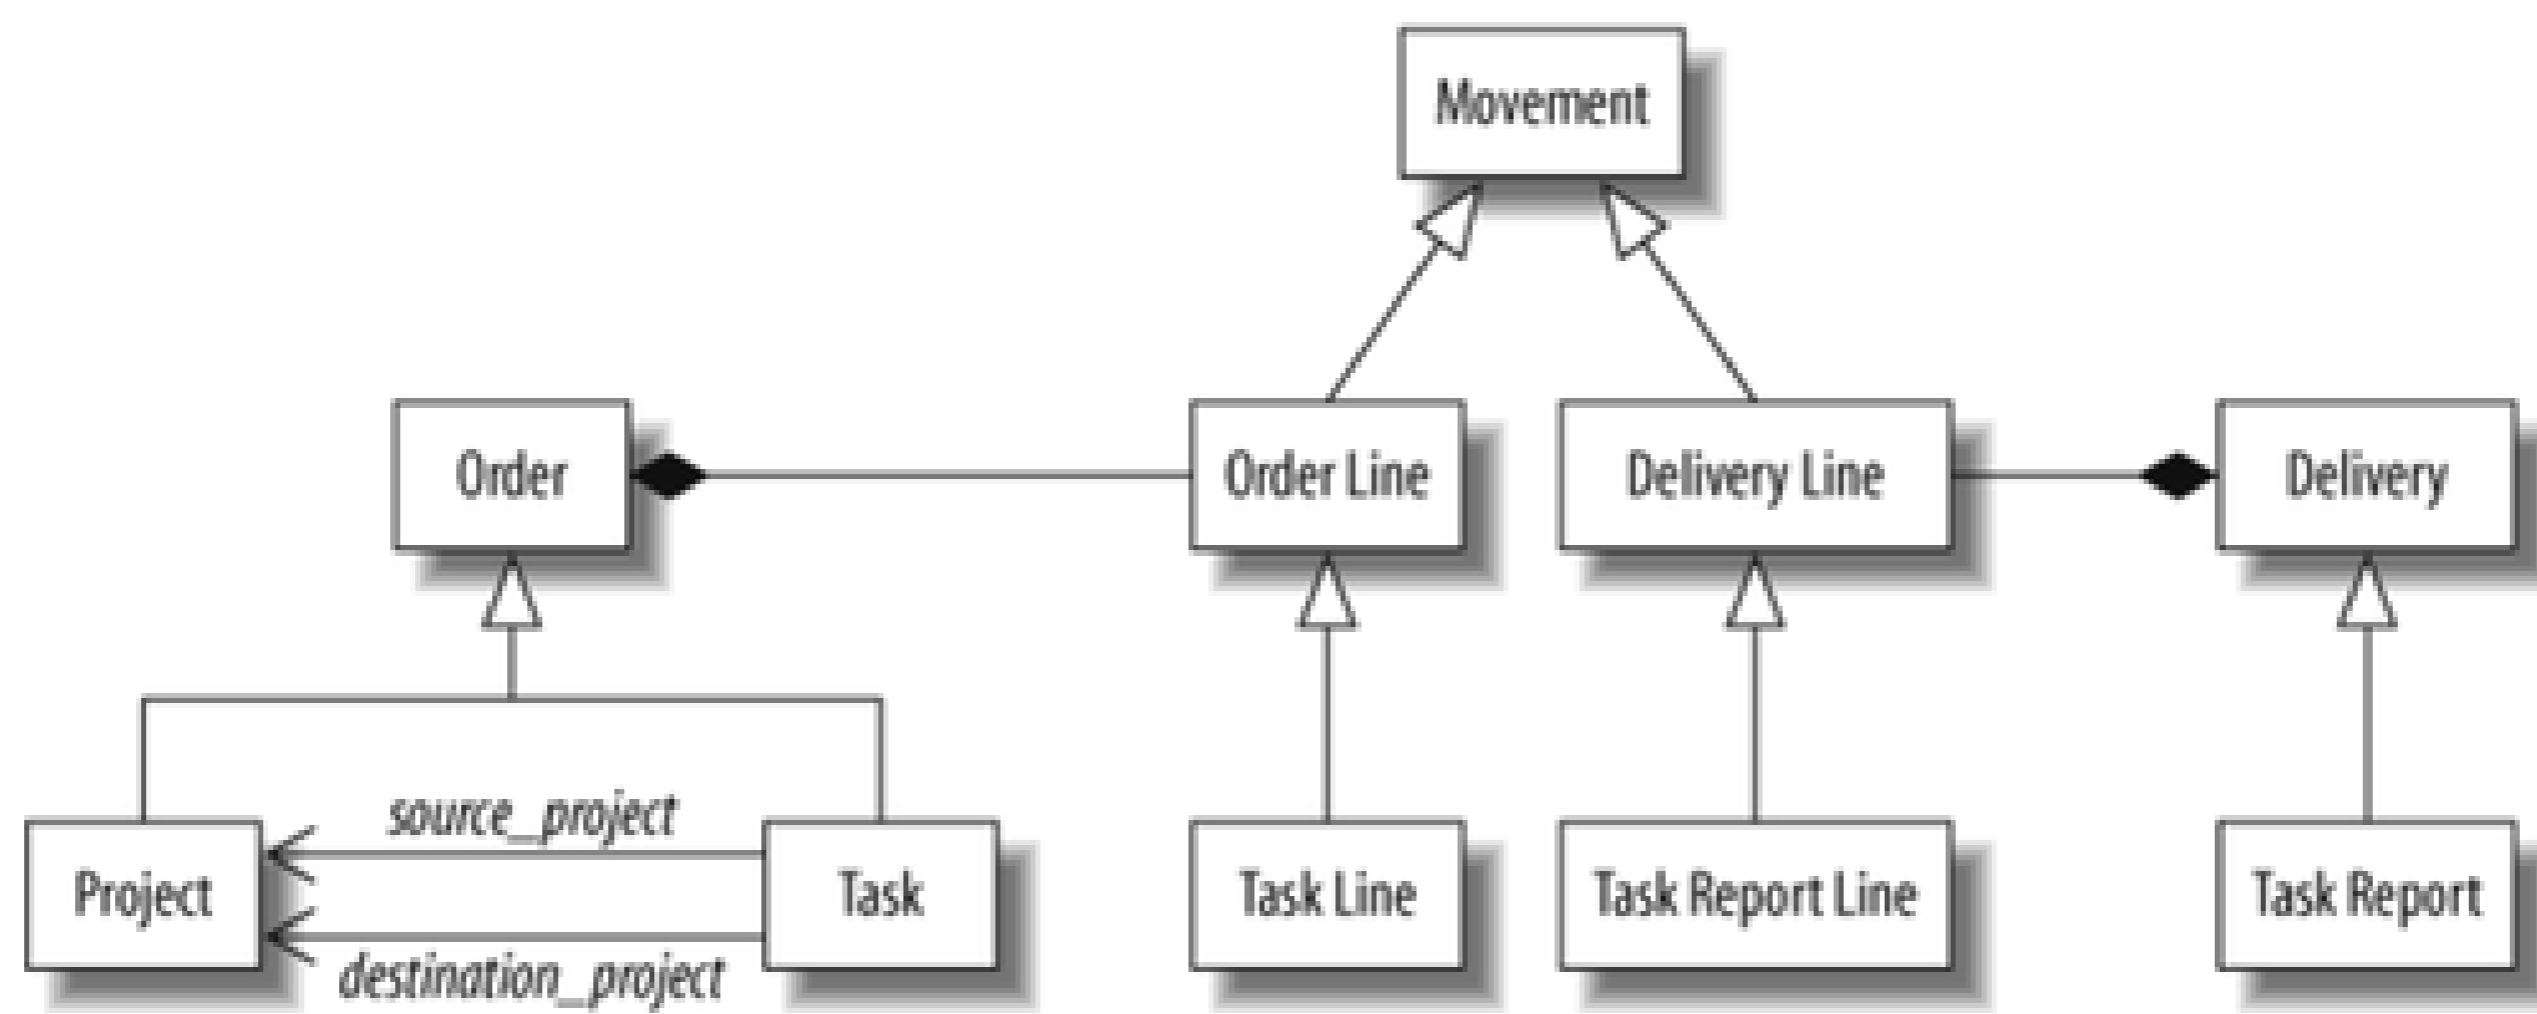 Movement
Order
Order Line
Delivery Line
Delivery
source_project
Project
Task
Task Line
Task Report Line
Task Report
destination_project